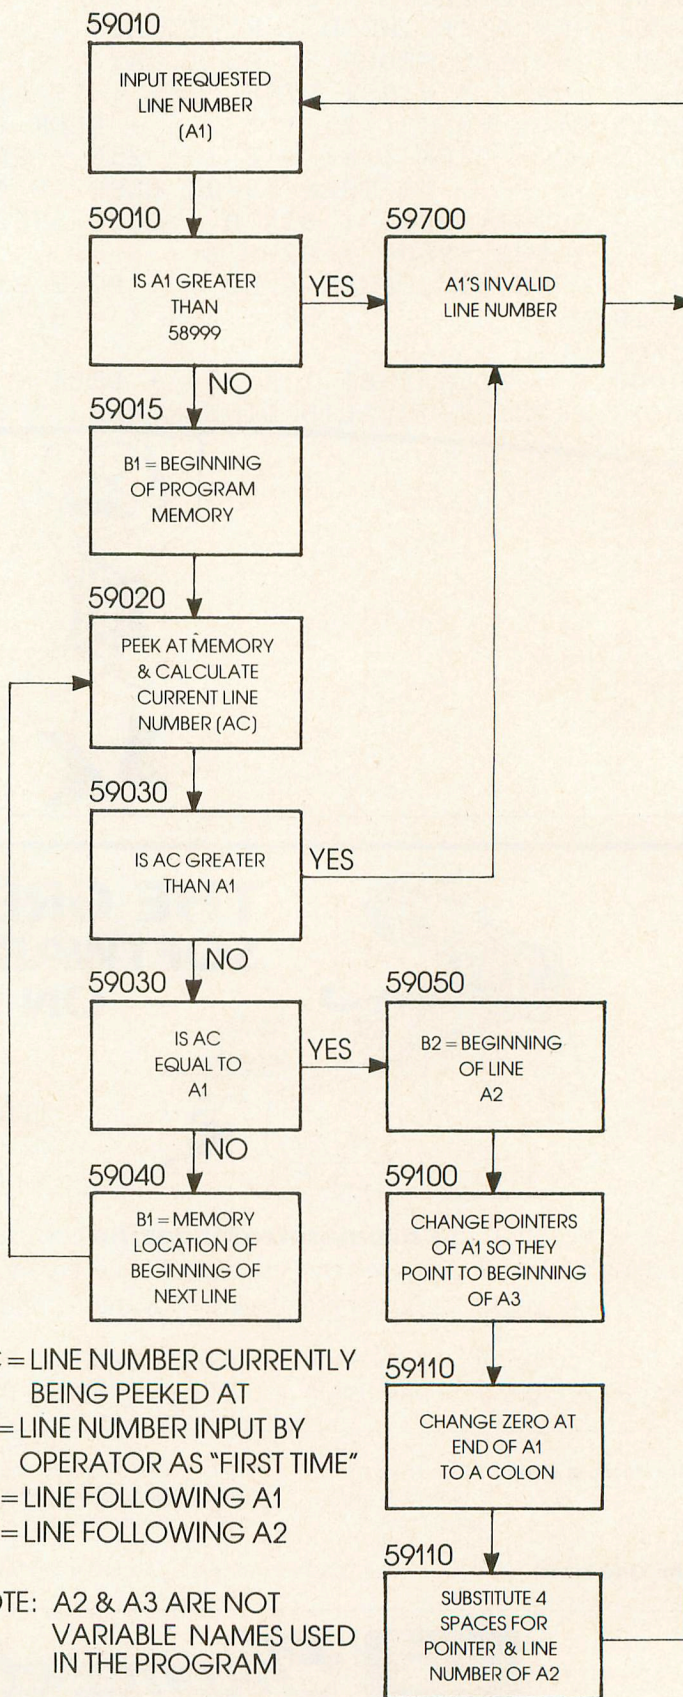 59010
INPUT REQUESTED
LINE NUMBER
(A1)
59010
IS A1 GREATER
THAN
58999
YES
59700
A1'S INVALID
LINE NUMBER
NO
59015
B1 = BEGINNING
OF PROGRAM
MEMORY
59020
PEEK AT MEMORY
& CALCULATE
CURRENT LINE
NUMBER (AC)
59030
IS AC GREATER
THAN A1
YES
NO
59030
IS AC
EQUAL TO
A1
YES
59050
B2 = BEGINNING
OF LINE
A2
NO
59040
B1 = MEMORY
LOCATION OF
BEGINNING OF
NEXT LINE
59100
CHANGE POINTERS
OF A1 SO THEY
POINT TO BEGINNING
OF A3
59110
CHANGE ZERO AT
END OF A1
TO A COLON
59110
SUBSTITUTE 4
SPACES FOR
POINTER & LINE
NUMBER OF A2
= LINE NUMBER CURRENTLY
BEING PEEKED AT
= LINE NUMBER INPUT BY
OPERATOR AS "FIRST TIME"
= LINE FOLLOWING A1
= LINE FOLLOWING A2
TE: A2 & A3 ARE NOT
VARIABLE NAMES USED
IN THE PROGRAM